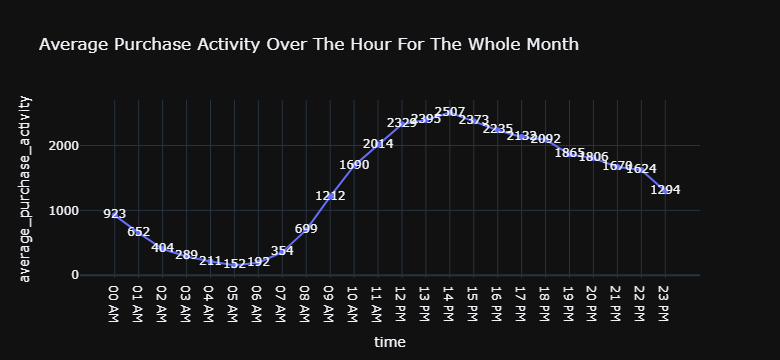 Average Purchase Activity Over The Hour For The Whole Month
average_purchase_activity
2000
1000
0
923
652
404
289
211
152
192
354
699
1212
1690
2014
2329
2395
2507
2373
2235
2132
2092
1865
1806
1670
1624
1294
00 AM
01 AM
02 AM
03 AM
04 AM
05 AM
06 AM
07 AM
08 AM
09 AM
10 AM
11 AM
12 PM
13 PM
14 PM
15 PM
16 PM
17 PM
18 PM
19 PM
20 PM
21 PM
22 PM
23 PM
time